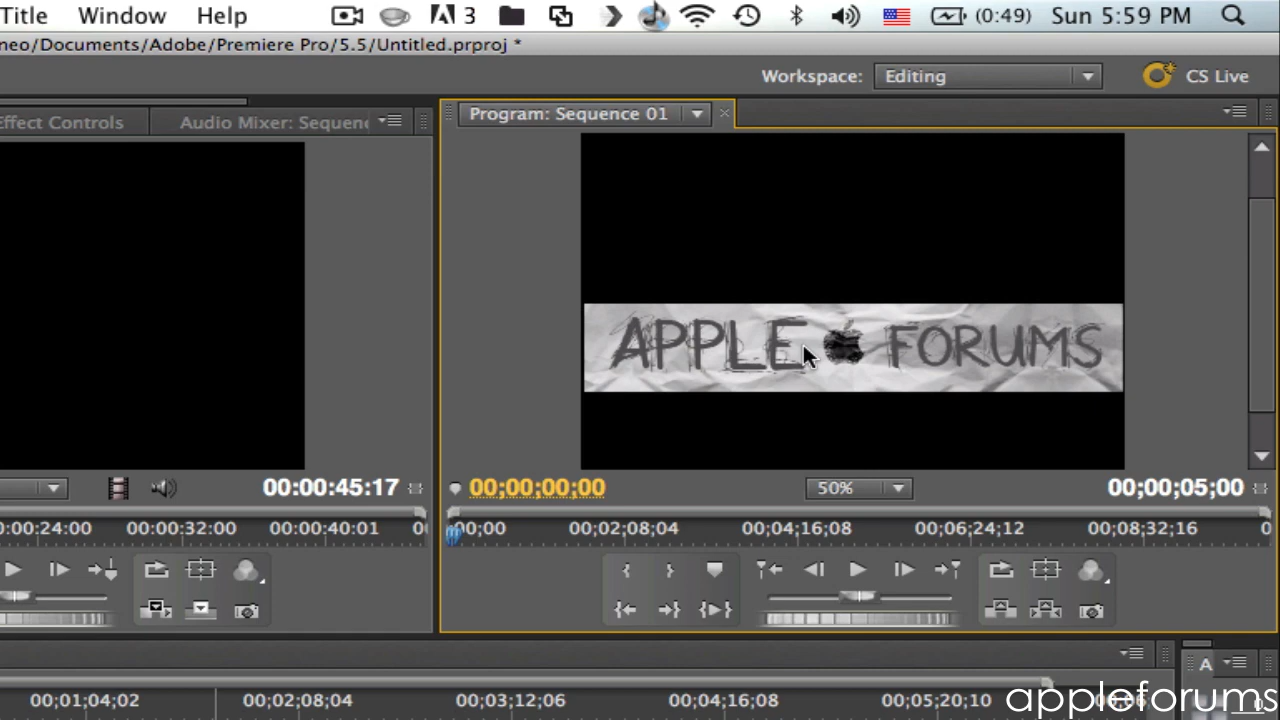 Title Window Help 3 (0:49) Sun 5:59 PM
neo/Documents/Adobe/Premiere Pro/5.5/Untitled.prproj *
Workspace: Editing CS Live
Effect Controls Audio Mixer: Sequenc Program: Sequence 01
APPLE FORUMS
00:00:45:17 00;00;00;00 50% 00;00;05;00
0:00:24:00 00:00:32:00 00:00:40:01 00;00 00;02;08;04 00;04;16;08 00;06;24;12 00;08;32;16
A
00;01;04;02 00;02;08;04 00;03;12;06 00;04;16;08 00;05;20;10
appleforums